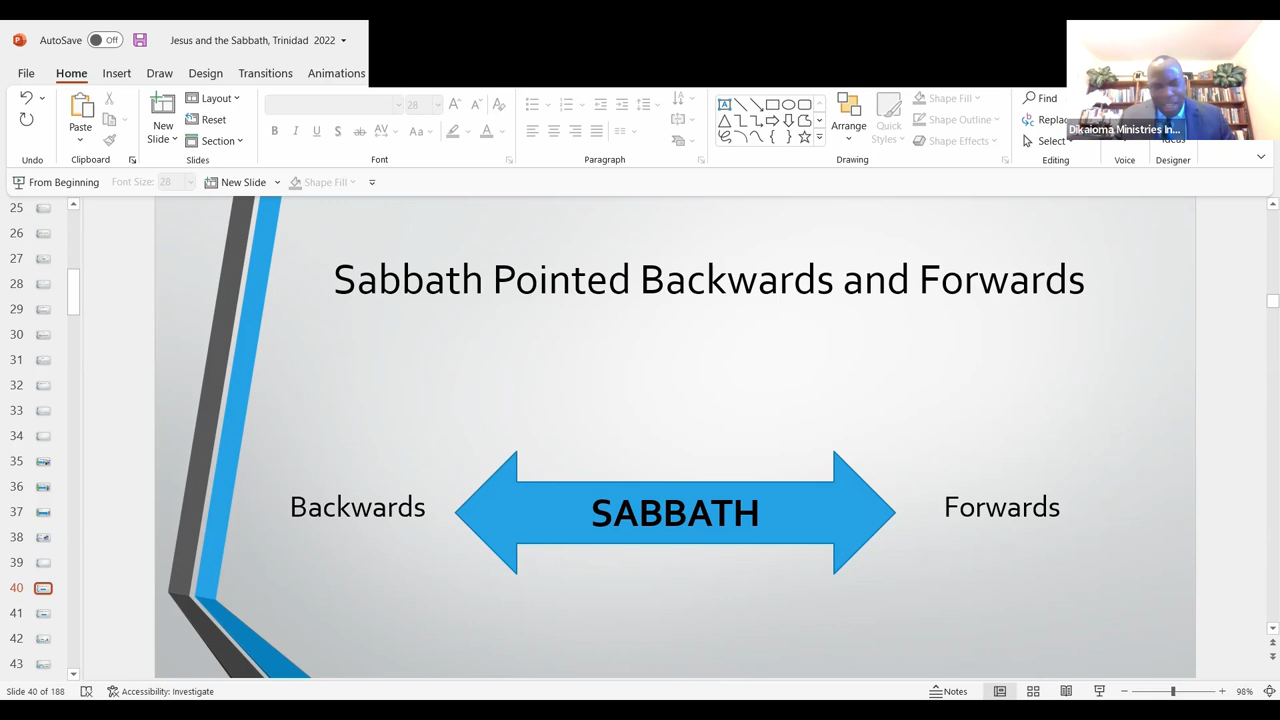 AutoSave Off Jesus and the Sabbath, Trinidad 2022
File Home Insert Draw Design Transitions Animations
Paste
Clipboard
Undo
New
Slide
Layout
Reset
Section
Slides
28
B I U S ab AV Aa A
Font
Paragraph
Arrange
Quick
Styles
Shape Fill
Shape Outline
Shape Effects
Drawing
Find
Select
Editing
Voice
Designer
Dikaioma Ministries In...
From Beginning Font Size: 28 New Slide Shape Fill
25
26
27
28
29
30
31
32
33
34
35
36
37
38
39
40
41
42
43
Sabbath Pointed Backwards and Forwards
Backwards
SABBATH
Forwards
Slide 40 of 188 Accessibility: Investigate Notes 98%